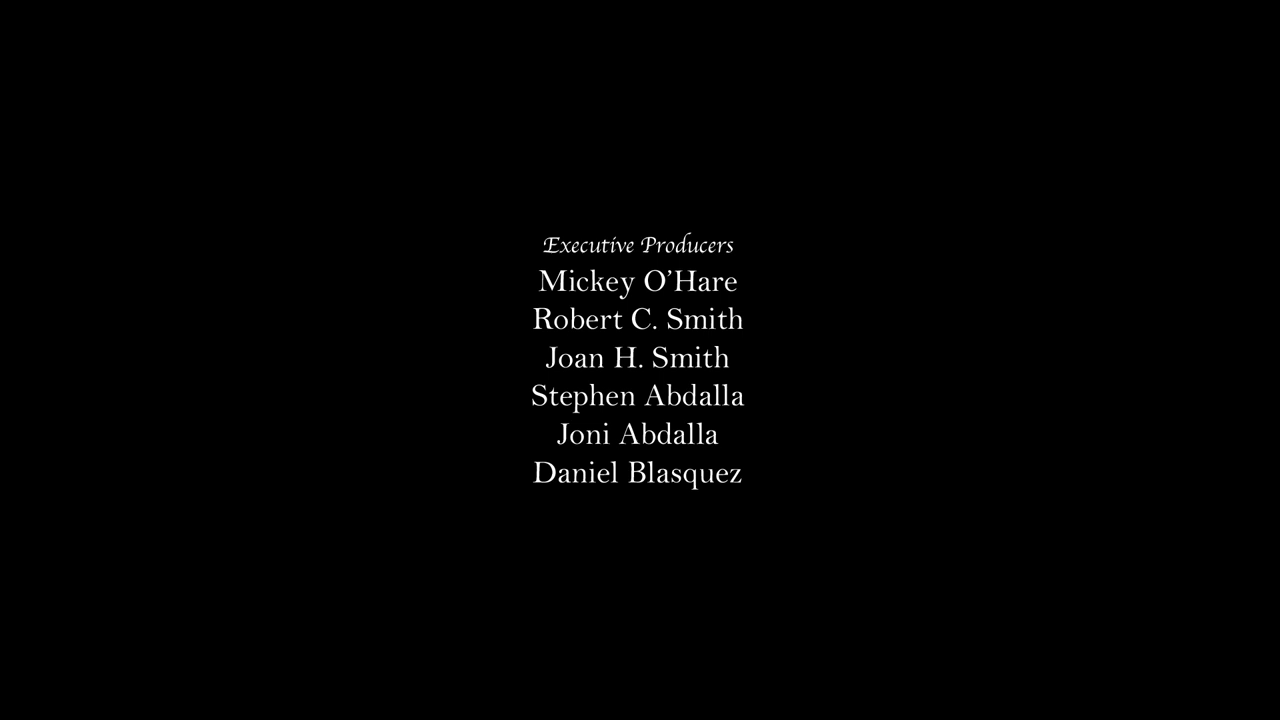 Executive Producers
Mickey O’Hare
Robert C. Smith
Joan H. Smith
Stephen Abdalla
Joni Abdalla
Daniel Blasquez